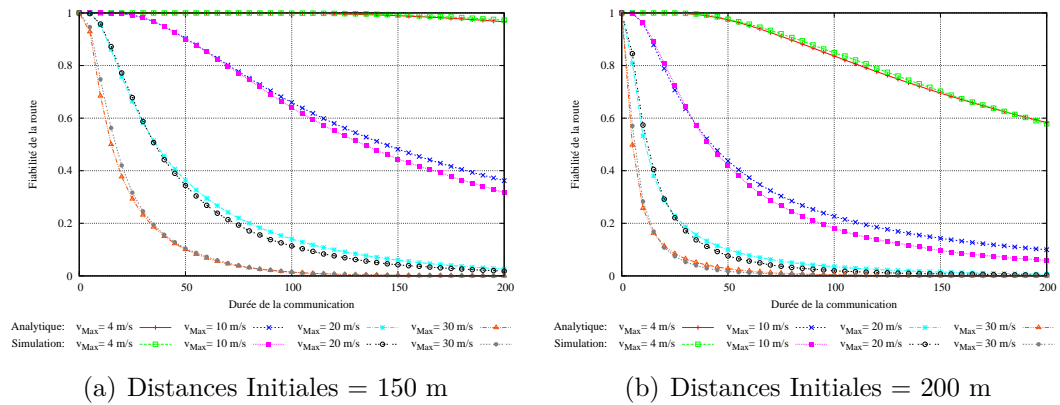 Fiabilité de la route
1
0.8
0.6
0.4
0.2
0
0 50 100 150 200
Durée de la communication
Analytique: vMax= 4 m/s vMax= 10 m/s vMax= 20 m/s vMax= 30 m/s
Simulation: vMax= 4 m/s vMax= 10 m/s vMax= 20 m/s vMax= 30 m/s
(a) Distances Initiales = 150 m
Fiabilité de la route
1
0.8
0.6
0.4
0.2
0
0 50 100 150 200
Durée de la communication
Analytique: vMax= 4 m/s vMax= 10 m/s vMax= 20 m/s vMax= 30 m/s
Simulation: vMax= 4 m/s vMax= 10 m/s vMax= 20 m/s vMax= 30 m/s
(b) Distances Initiales = 200 m